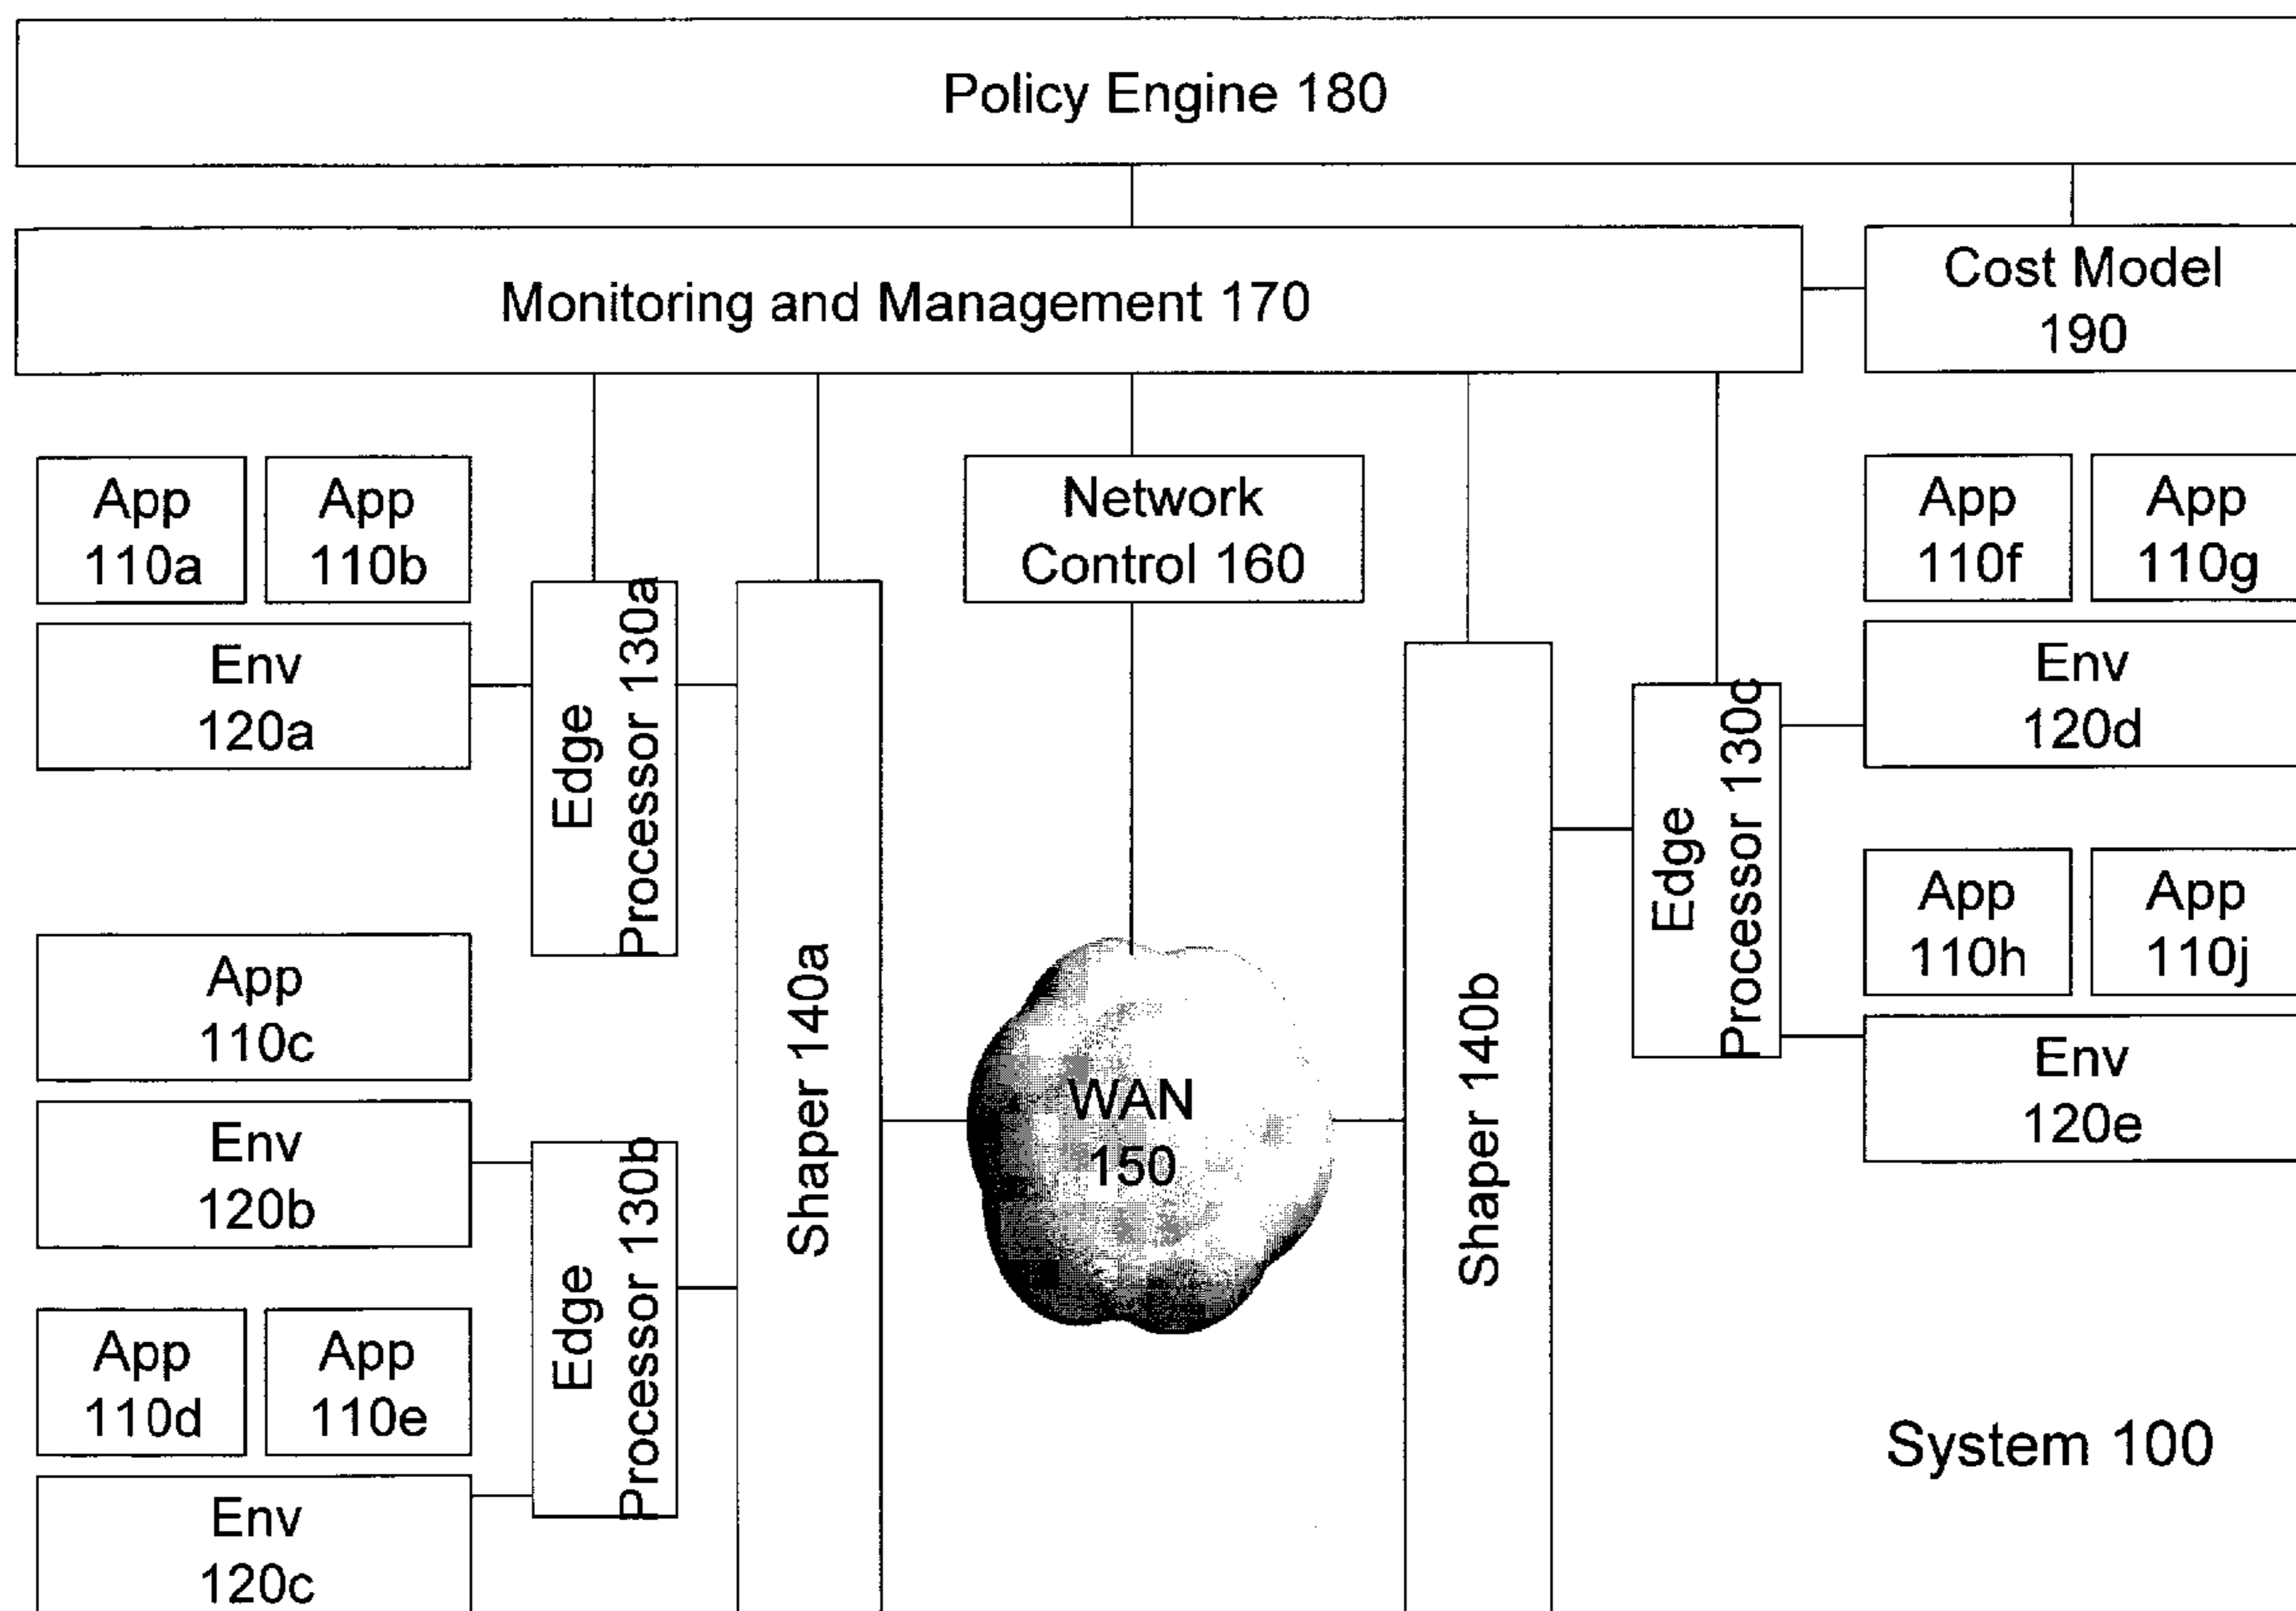 Policy Engine 180
Monitoring and Management 170
Cost Model
190
App
110a
App
110b
Env
120a
Edge
Processor 130a
App
110c
Env
120b
App
110d
App
110e
Env
120c
Edge
Processor 130b
Shaper 140a
Network
Control 160
WAN
150
Shaper 140b
Edge
Processor 130c
App
110f
App
110g
Env
120d
App
110h
App
110j
Env
120e
System 100